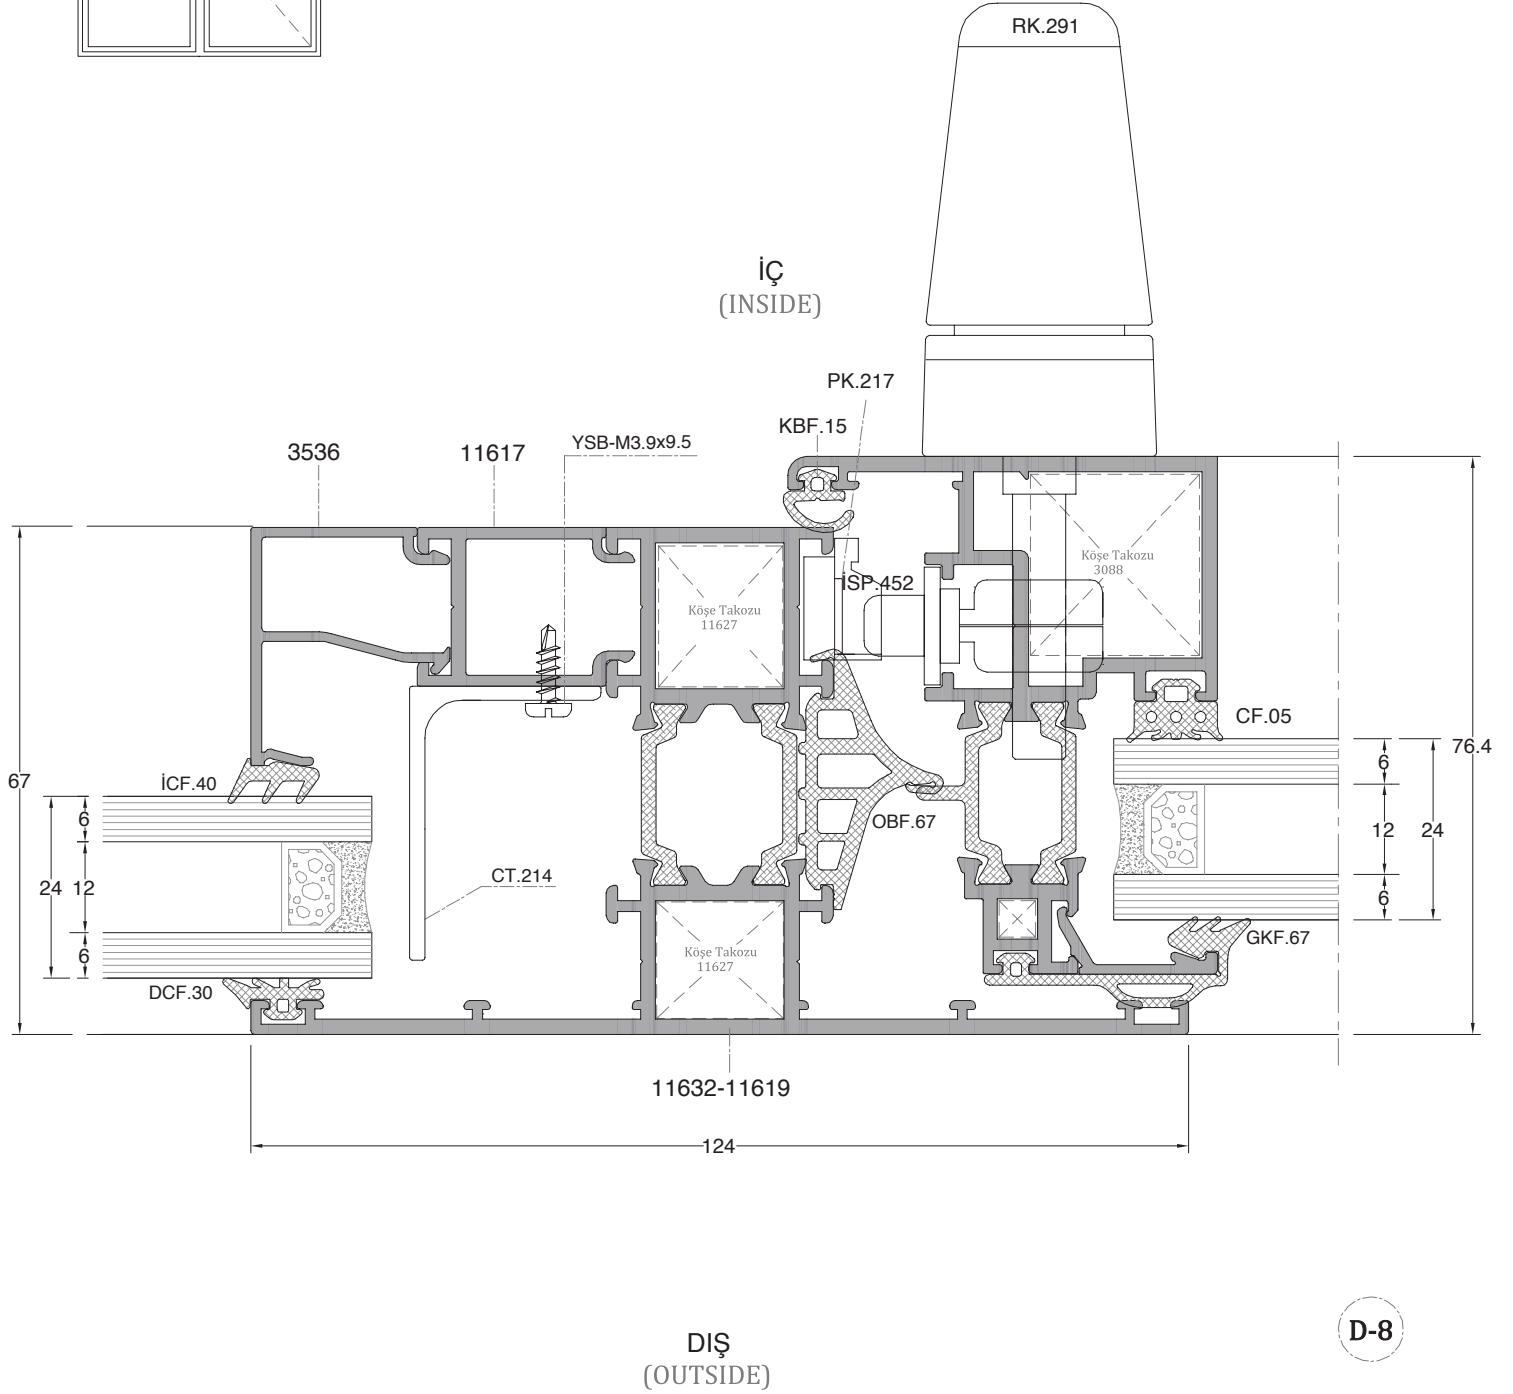 RK.291
İÇ
(INSIDE)
PK.217
KBF.15
YSB-M3.9x9.5
3536
11617
Köşe Takozu
3088
İSP.452
Köşe Takozu
11627
CF.05
76.4
67
6
İCF.40
6
OBF.67
12
24
24
12
CT.214
6
GKF.67
6
Köşe Takozu
11627
DCF.30
11632-11619
124
D-8
DIŞ
(OUTSIDE)